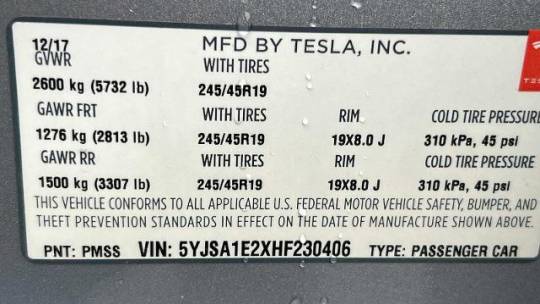 12/17 MFD BY TESLA, INC.
GVWR WITH TIRES
2600 kg (5732 lb) 245/45R19
GAWR FRT WITH TIRES RIM COLD TIRE PRESSURE
1276 kg (2813 lb) 245/45R19 19X8.0 J 310 kPa, 45 psi
GAWR RR WITH TIRES RIM COLD TIRE PRESSURE
1500 kg (3307 lb) 245/45R19 19X8.0 J 310 kPa, 45 psi
THIS VEHICLE CONFORMS TO ALL APPLICABLE U.S. FEDERAL MOTOR VEHICLE SAFETY, BUMPER, AND
THEFT PREVENTION STANDARDS IN EFFECT ON THE DATE OF MANUFACTURE SHOWN ABOVE.
PNT: PMSS VIN: 5YJSA1E2XHF230406 TYPE: PASSENGER CAR